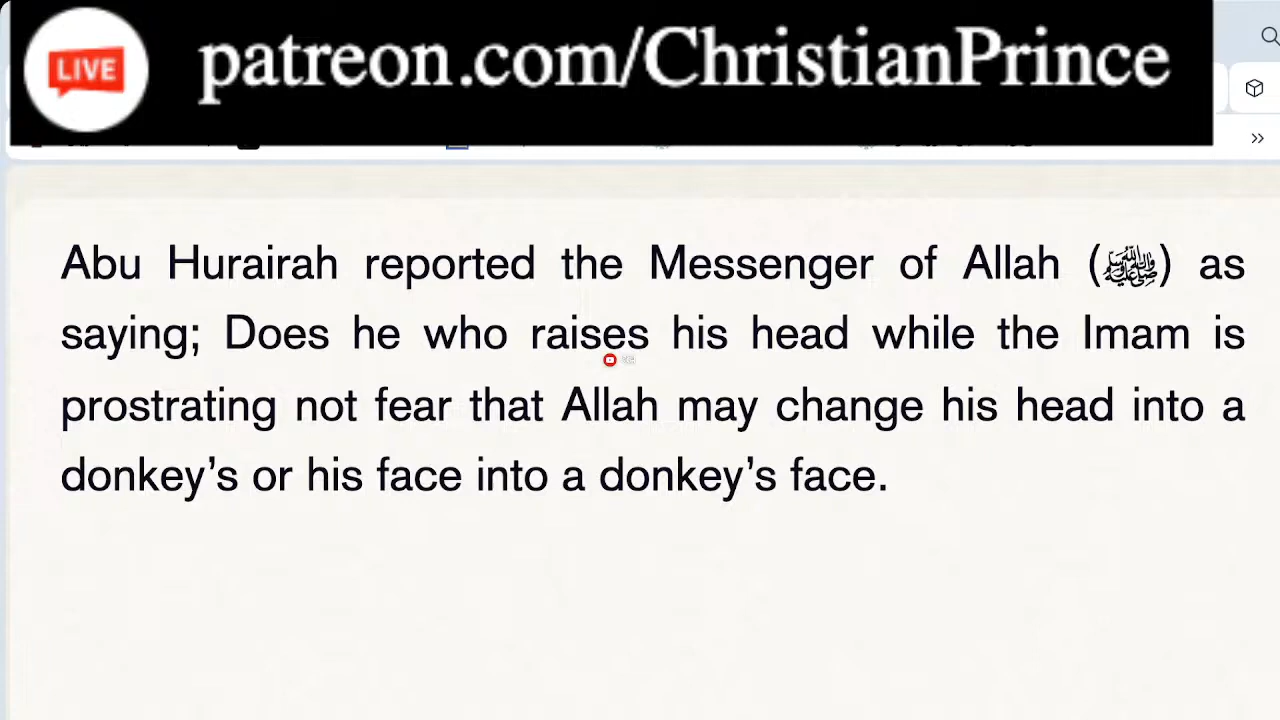 LIVE
patreon.com/ChristianPrince
Abu Hurairah reported the Messenger of Allah (ﷺ) as
saying; Does he who raises his head while the Imam is
prostrating not fear that Allah may change his head into a
donkey’s or his face into a donkey’s face.